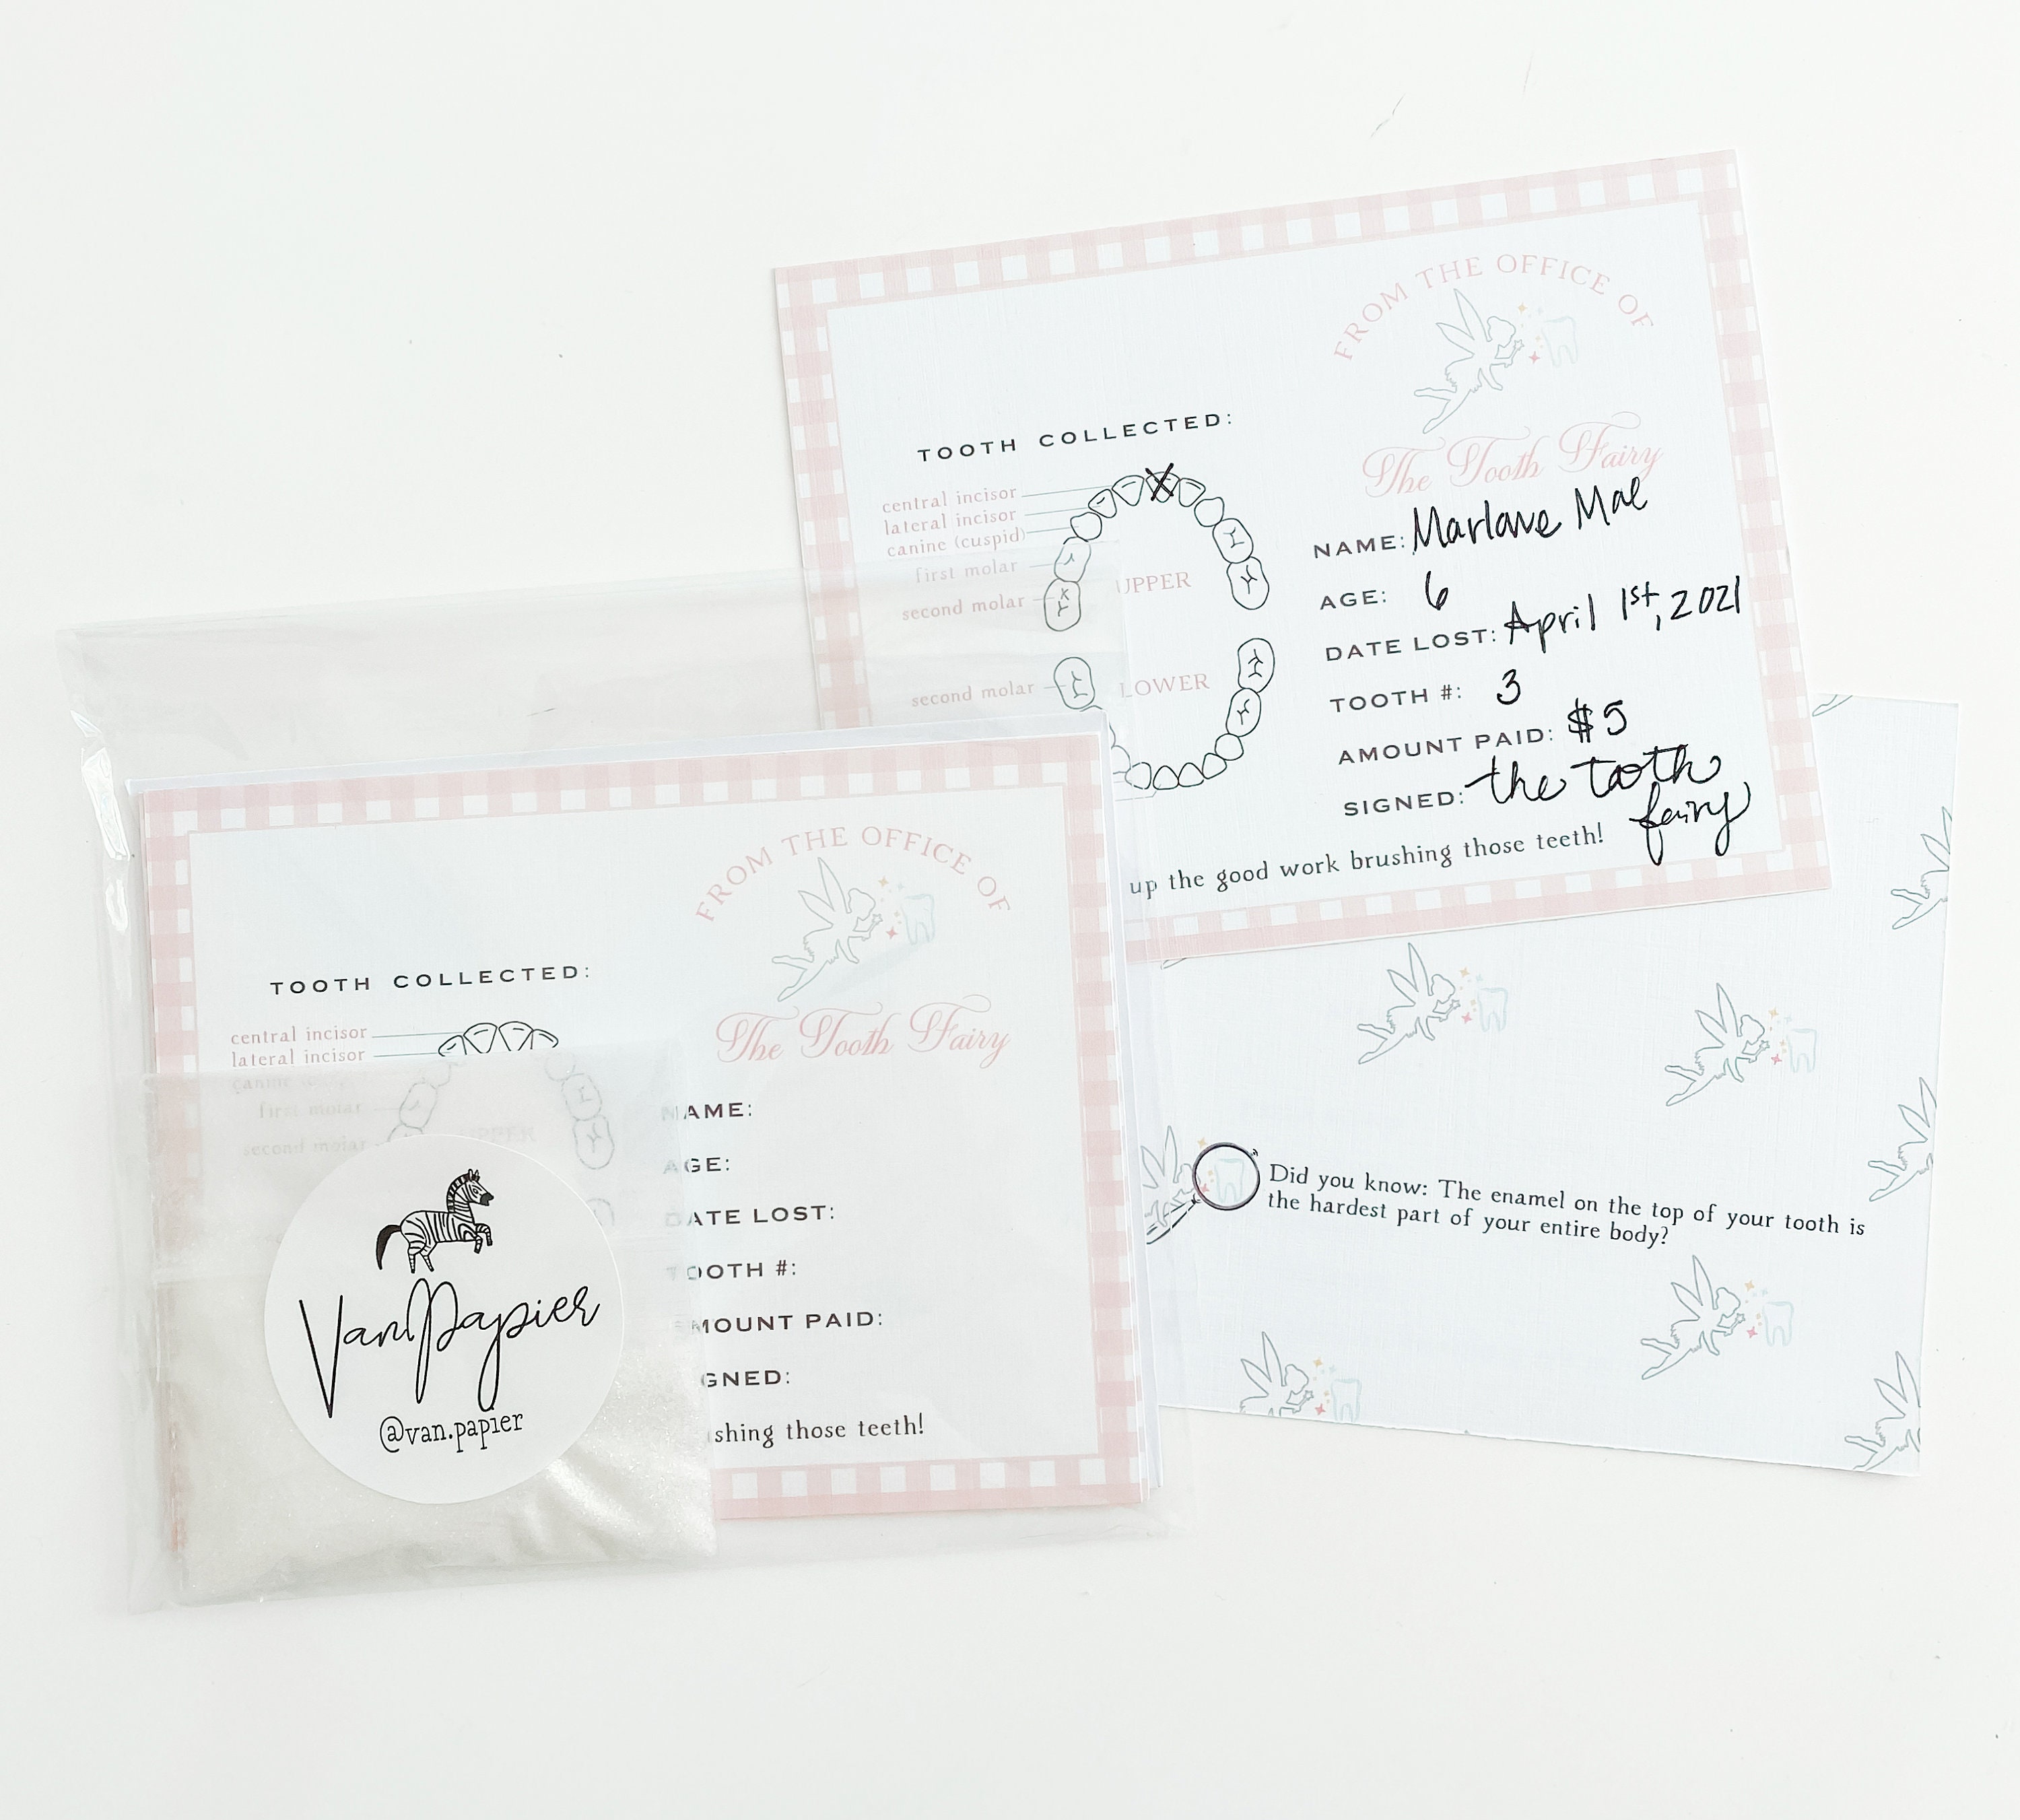 FROM THE OFFICE OF
The Tooth Fairy
TOOTH COLLECTED:
central incisor
lateral incisor
canine (cuspid)
first molar
second molar
UPPER
second molar
LOWER
NAME: Marlowe Mae
AGE: 6
DATE LOST: April 1st, 2021
TOOTH #: 3
AMOUNT PAID: $5
SIGNED: the tooth
fairy
up the good work brushing those teeth!
FROM THE OFFICE OF
The Tooth Fairy
TOOTH COLLECTED:
central incisor
lateral incisor
canine
first molar
second molar
UPPER
NAME:
AGE:
DATE LOST:
TOOTH #:
MOUNT PAID:
GNED:
shing those teeth!
VanPapier
@van.papier
Did you know: The enamel on the top of your tooth is
the hardest part of your entire body?